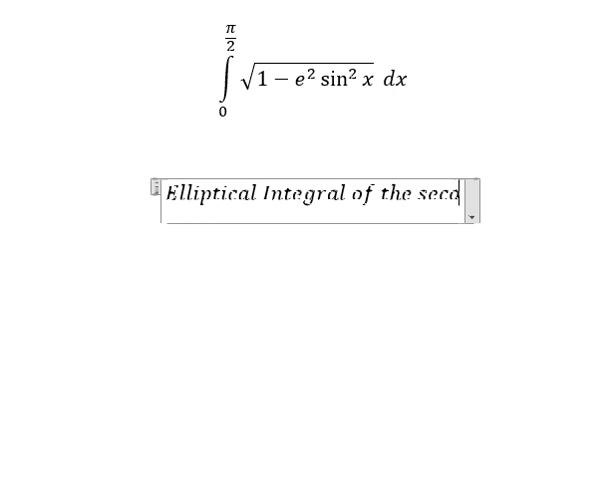 ∫₀^(π/2) √(1 − e² sin² x) dx
Elliptical Integral of the seco